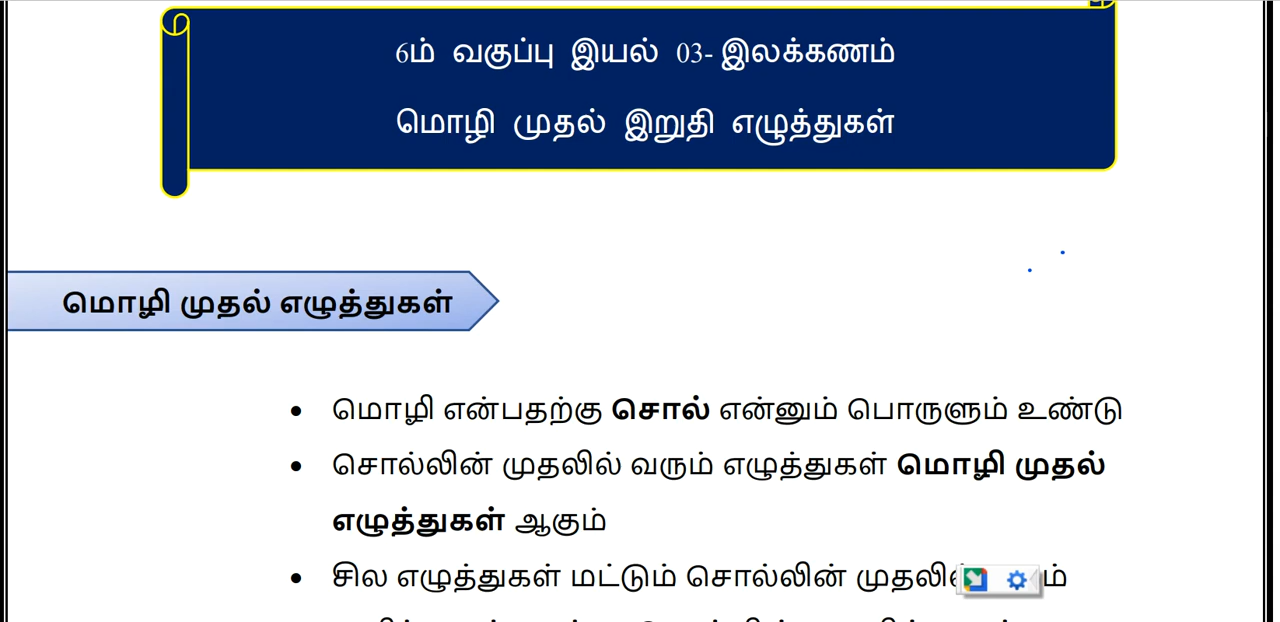 6ம் வகுப்பு இயல் 03- இலக்கணம்
மொழி முதல் இறுதி எழுத்துகள்
மொழி முதல் எழுத்துகள்
• மொழி என்பதற்கு சொல் என்னும் பொருளும் உண்டு
• சொல்லின் முதலில் வரும் எழுத்துகள் மொழி முதல்
எழுத்துகள் ஆகும்
• சில எழுத்துகள் மட்டும் சொல்லின்